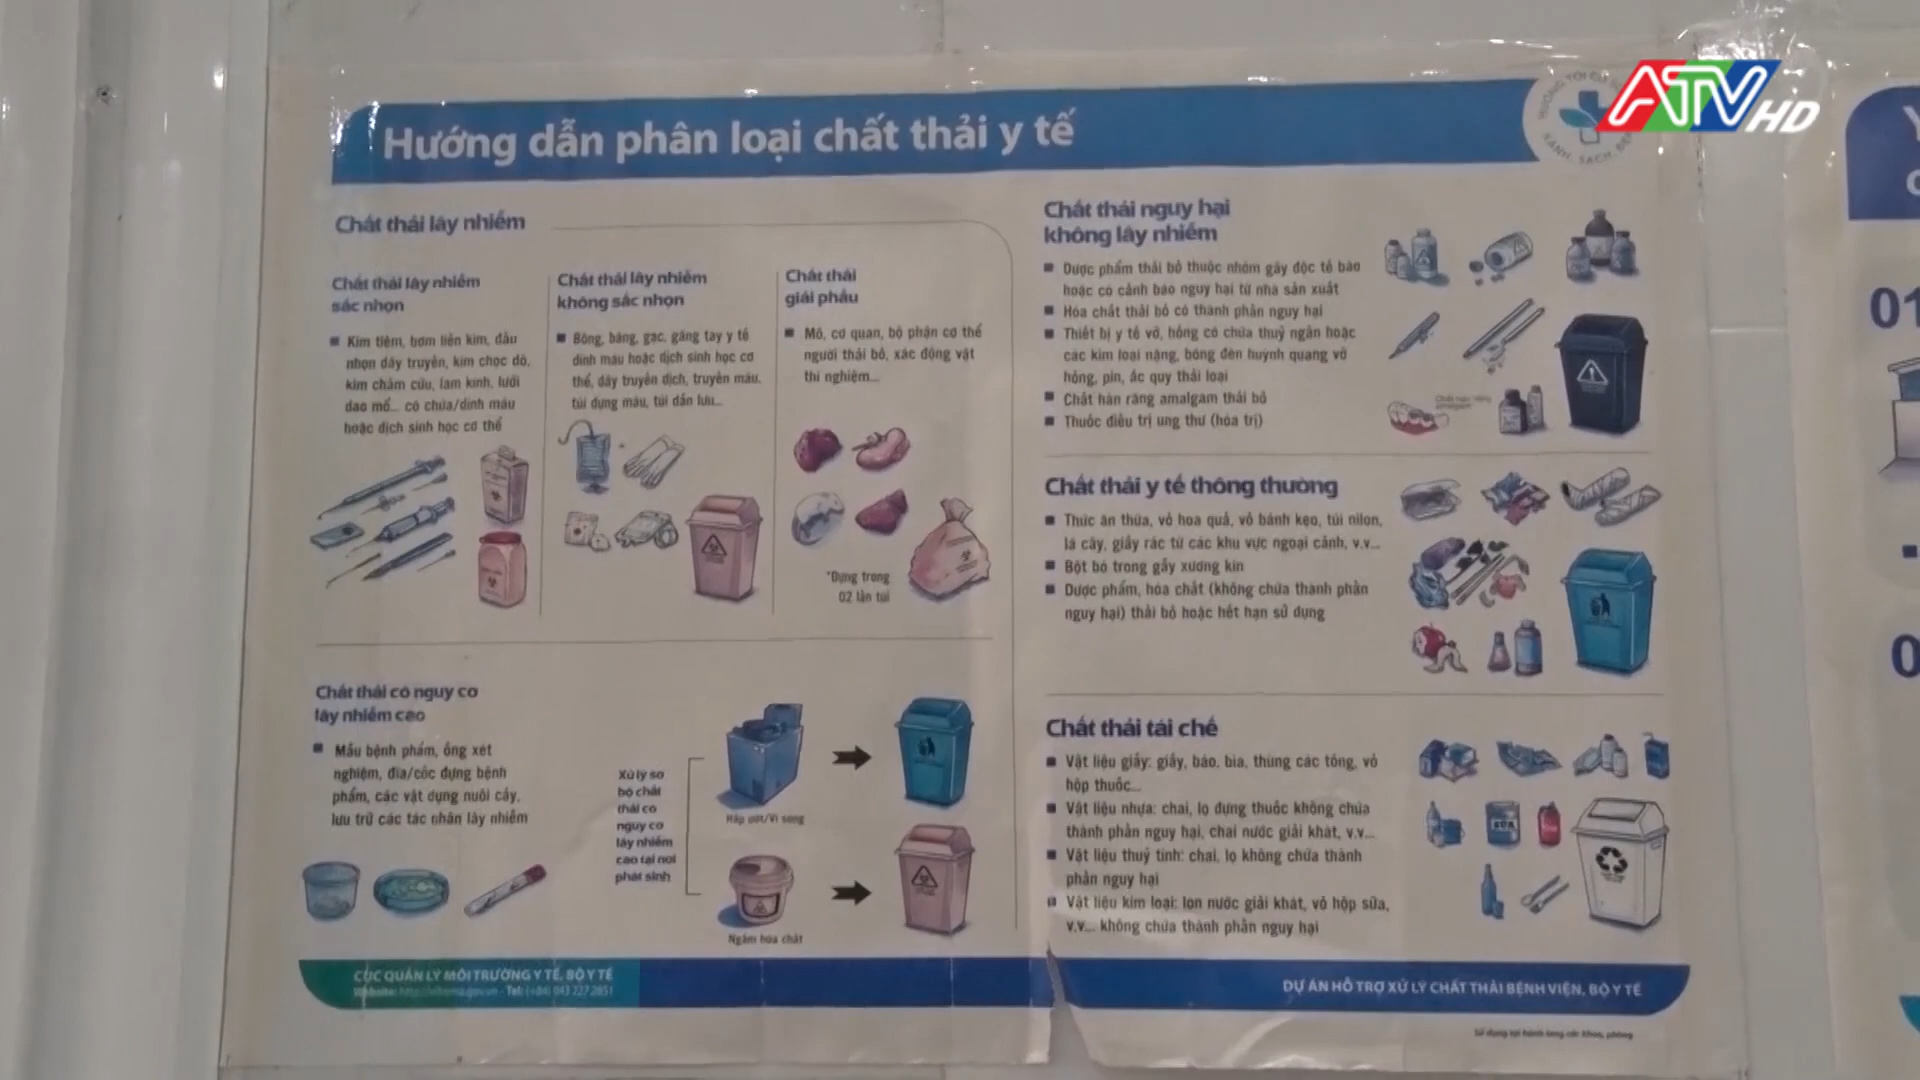 ATV HD
Hướng dẫn phân loại chất thải y tế
Chất thải lây nhiễm
Chất thải lây nhiễm
sắc nhọn
Kim tiêm, bơm liền kim, đầu
nhọn dây truyền, kim chọc dò,
kim châm cứu, lam kính, lưỡi
dao mổ... có chứa/dính máu
hoặc dịch sinh học cơ thể
Chất thải lây nhiễm
không sắc nhọn
Bông, băng, gạc, găng tay y tế
dính máu hoặc dịch sinh học cơ
thể, dây truyền dịch, truyền máu,
túi đựng máu, túi dẫn lưu...
Chất thải
giải phẫu
Mô, cơ quan, bộ phận cơ thể
người thải bỏ, xác động vật
thí nghiệm...
*Đựng trong
02 lần túi
Chất thải có nguy cơ
lây nhiễm cao
Mẫu bệnh phẩm, ống xét
nghiệm, đĩa/cốc đựng bệnh
phẩm, các vật dụng nuôi cấy,
lưu trữ các tác nhân lây nhiễm
Xử lý sơ
bộ chất
thải có
nguy cơ
lây nhiễm
cao tại nơi
phát sinh
Hấp ướt/Vi sóng
Ngâm hóa chất
Chất thải nguy hại
không lây nhiễm
Dược phẩm thải bỏ thuộc nhóm gây độc tế bào
hoặc có cảnh báo nguy hại từ nhà sản xuất
Hóa chất thải bỏ có thành phần nguy hại
Thiết bị y tế vỡ, hỏng có chứa thuỷ ngân hoặc
các kim loại nặng, bóng đèn huỳnh quang vỡ
hỏng, pin, ắc quy thải loại
Chất hàn răng amalgam thải bỏ
Thuốc điều trị ung thư (hóa trị)
Chất thải y tế thông thường
Thức ăn thừa, vỏ hoa quả, vỏ bánh kẹo, túi nilon,
lá cây, giấy rác từ các khu vực ngoại cảnh, v.v...
Bột bó trong gẫy xương kín
Dược phẩm, hóa chất (không chứa thành phần
nguy hại) thải bỏ hoặc hết hạn sử dụng
Chất thải tái chế
Vật liệu giấy: giấy, báo, bìa, thùng các tông, vỏ
hộp thuốc...
Vật liệu nhựa: chai, lọ đựng thuốc không chứa
thành phần nguy hại, chai nước giải khát, v.v...
Vật liệu thuỷ tinh: chai, lọ không chứa thành
phần nguy hại
Vật liệu kim loại: lon nước giải khát, vỏ hộp sữa,
v.v... không chứa thành phần nguy hại
CỤC QUẢN LÝ MÔI TRƯỜNG Y TẾ, BỘ Y TẾ
DỰ ÁN HỖ TRỢ XỬ LÝ CHẤT THẢI BỆNH VIỆN, BỘ Y TẾ
01